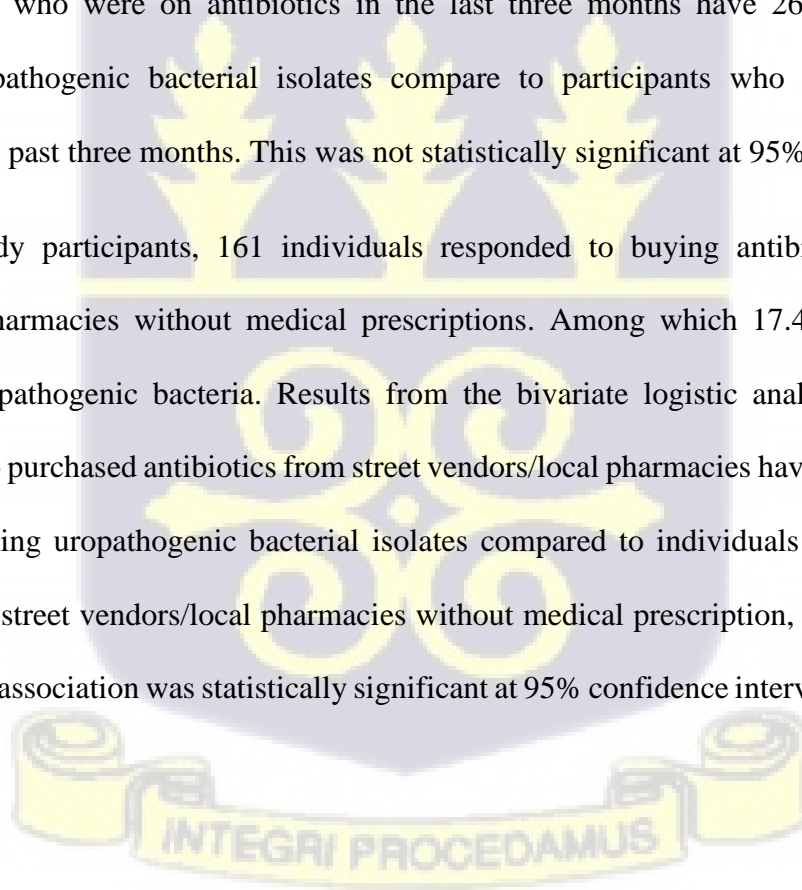 who were on antibiotics in the last three months have 26
pathogenic bacterial isolates compare to participants who
past three months. This was not statistically significant at 95%
dy participants, 161 individuals responded to buying antibi
harmacies without medical prescriptions. Among which 17.4
pathogenic bacteria. Results from the bivariate logistic anal
purchased antibiotics from street vendors/local pharmacies hav
ing uropathogenic bacterial isolates compared to individuals
street vendors/local pharmacies without medical prescription,
association was statistically significant at 95% confidence interv
INTEGRI PROCEDAMUS